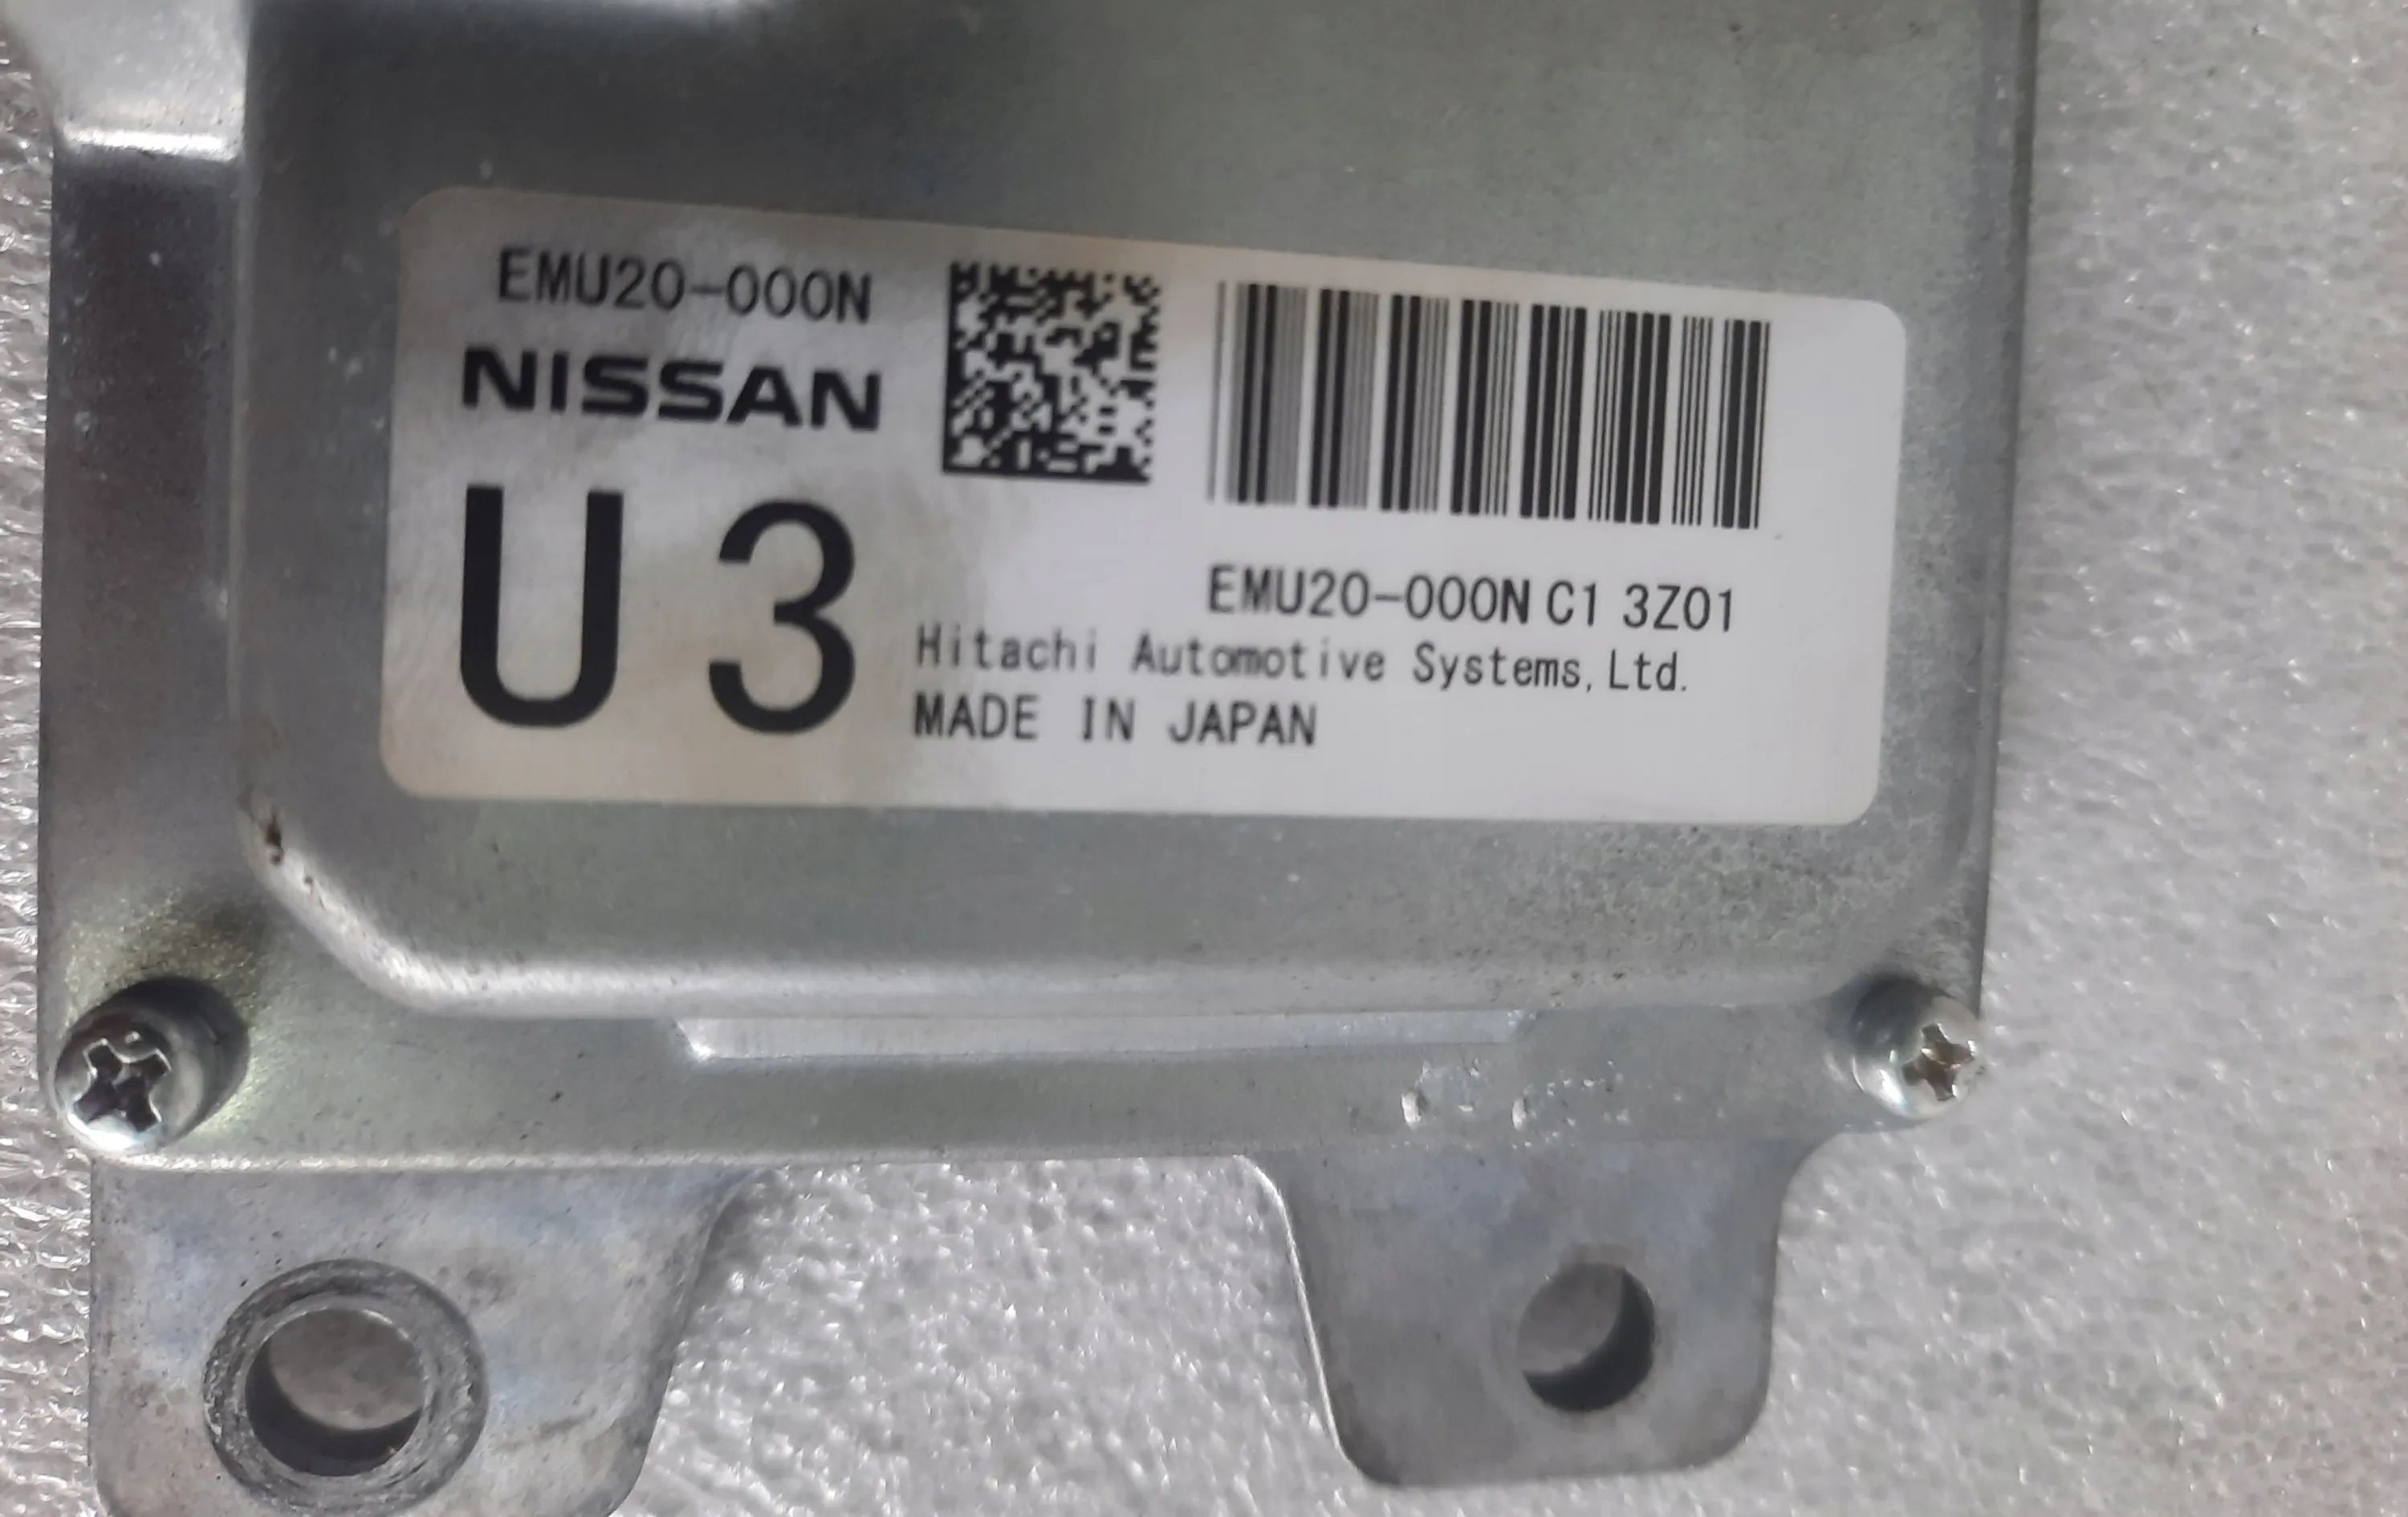 EMU20-000N
NISSAN
U3
EMU20-000N C1 3Z01
Hitachi Automotive Systems, Ltd.
MADE IN JAPAN